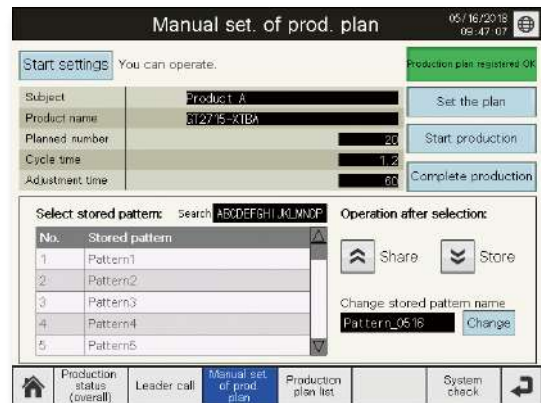 Manual set. of prod. plan
05/16/2018
09:47:07
Start settings You can operate.
Production plan registered OK
Subject Product A
Set the plan
Product name GT2715-XTBA
Planned number 20
Start production
Cycle time 1.2
Adjustment time 60
Complete production
Select stored pattern: Search ABCDEFGHIJKLMNOP Operation after selection:
No. Stored pattern
1 Pattern1
Share Store
2 Pattern2
3 Pattern3
Change stored pattern name
4 Pattern4
Pattern_0516 Change
5 Pattern5
Production status (overall)
Leader call
Manual set. of prod. plan
Production plan list
System check